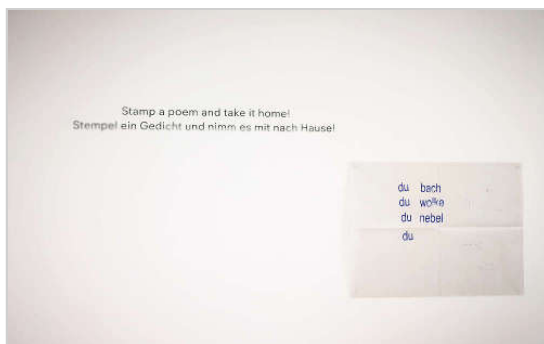 Stamp a poem and take it home!
Stempel ein Gedicht und nimm es mit nach Hause!
du bach
du wolke
du nebel
du